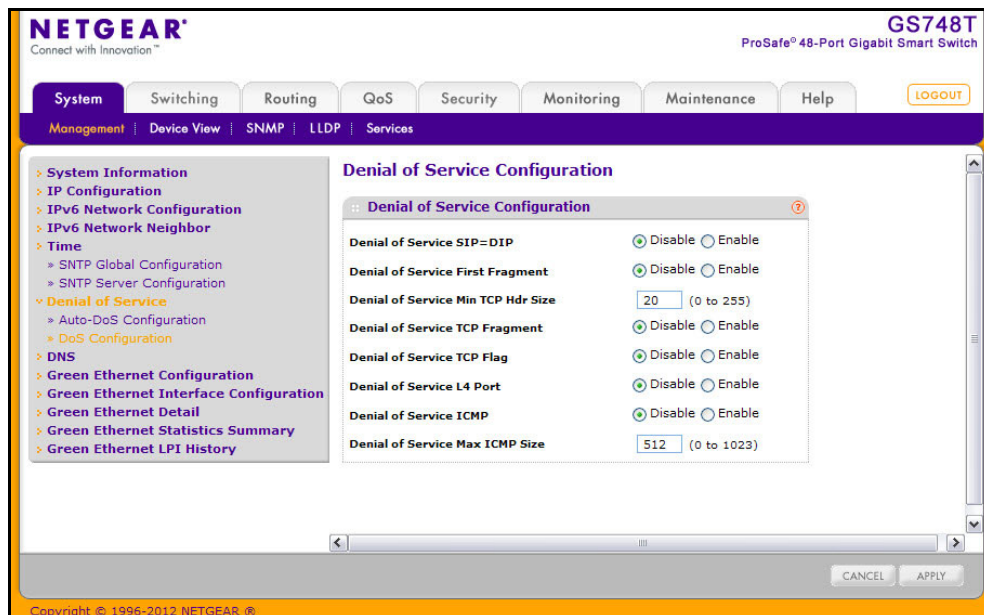 NETGEAR®
Connect with Innovation™
GS748T
ProSafe® 48-Port Gigabit Smart Switch
System Switching Routing QoS Security Monitoring Maintenance Help LOGOUT
Management Device View SNMP LLDP Services
System Information
IP Configuration
IPv6 Network Configuration
IPv6 Network Neighbor
Time
» SNTP Global Configuration
» SNTP Server Configuration
Denial of Service
» Auto-DoS Configuration
» DoS Configuration
DNS
Green Ethernet Configuration
Green Ethernet Interface Configuration
Green Ethernet Detail
Green Ethernet Statistics Summary
Green Ethernet LPI History
Denial of Service Configuration
Denial of Service Configuration ?
Denial of Service SIP=DIP Disable Enable
Denial of Service First Fragment Disable Enable
Denial of Service Min TCP Hdr Size 20 (0 to 255)
Denial of Service TCP Fragment Disable Enable
Denial of Service TCP Flag Disable Enable
Denial of Service L4 Port Disable Enable
Denial of Service ICMP Disable Enable
Denial of Service Max ICMP Size 512 (0 to 1023)
CANCEL APPLY
Copyright © 1996-2012 NETGEAR ®